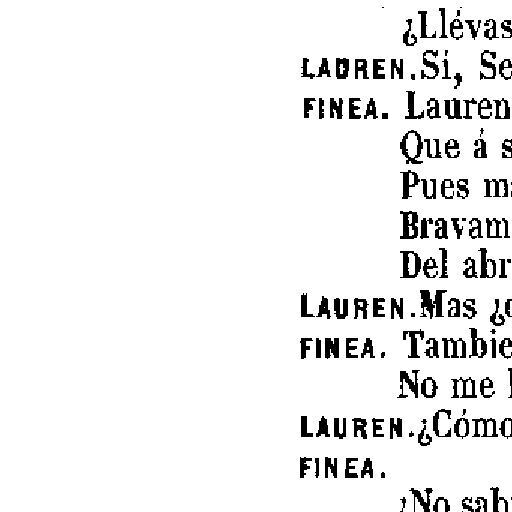 ¿Llévas
LAUREN. Sí, Se
FINEA. Lauren
Que á s
Pues m
Bravam
Del abr
LAUREN. Mas ¿
FINEA. Tambie
No me
LAUREN. ¿Cómo
FINEA.
¿No sab